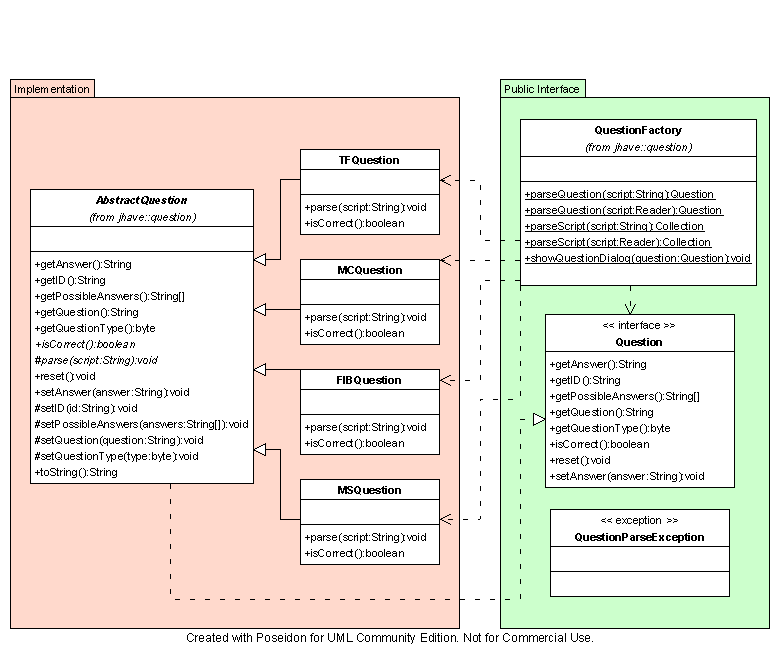 Implementation
AbstractQuestion
(from jhave::question)
+getAnswer():String
+getID():String
+getPossibleAnswers():String[]
+getQuestion():String
+getQuestionType():byte
+isCorrect():boolean
#parse(script:String):void
+reset():void
+setAnswer(answer:String):void
#setID(id:String):void
#setPossibleAnswers(answers:String[]):void
#setQuestion(question:String):void
#setQuestionType(type:byte):void
+toString():String
TFQuestion
+parse(script:String):void
+isCorrect():boolean
MCQuestion
+parse(script:String):void
+isCorrect():boolean
FIBQuestion
+parse(script:String):void
+isCorrect():boolean
MSQuestion
+parse(script:String):void
+isCorrect():boolean
Public Interface
QuestionFactory
(from jhave::question)
+parseQuestion(script:String):Question
+parseQuestion(script:Reader):Question
+parseScript(script:String):Collection
+parseScript(script:Reader):Collection
+showQuestionDialog(question:Question):void
<< interface >>
Question
+getAnswer():String
+getID():String
+getPossibleAnswers():String[]
+getQuestion():String
+getQuestionType():byte
+isCorrect():boolean
+reset():void
+setAnswer(answer:String):void
<< exception >>
QuestionParseException
Created with Poseidon for UML Community Edition. Not for Commercial Use.